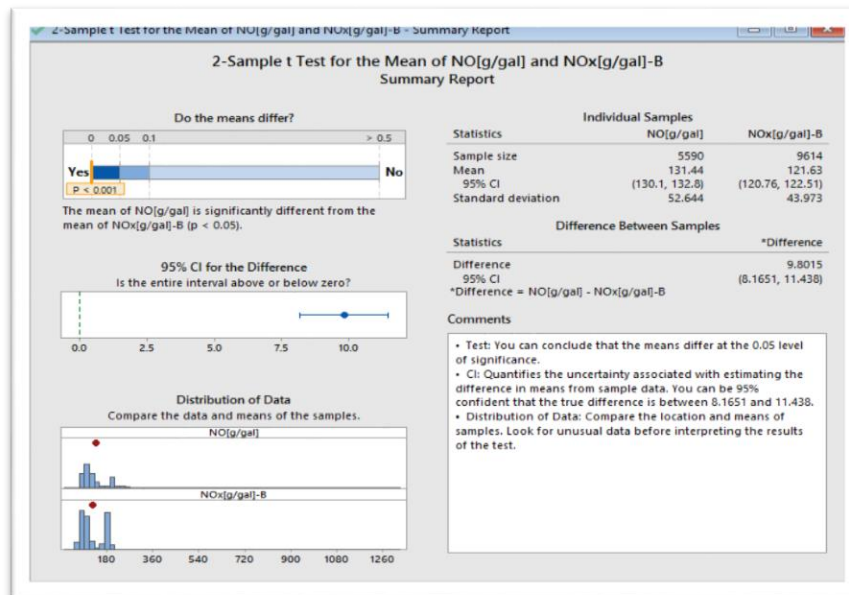 2-Sample t Test for the Mean of NO[g/gal] and NOx[g/gal]-B - Summary Report
2-Sample t Test for the Mean of NO[g/gal] and NOx[g/gal]-B
Summary Report
Do the means differ?
0 0.05 0.1 > 0.5
Yes No
P < 0.001
The mean of NO[g/gal] is significantly different from the
mean of NOx[g/gal]-B (p < 0.05).
95% CI for the Difference
Is the entire interval above or below zero?
0.0 2.5 5.0 7.5 10.0
Distribution of Data
Compare the data and means of the samples.
NO[g/gal]
NOx[g/gal]-B
180 360 540 720 900 1080 1260
Individual Samples
Statistics NO[g/gal] NOx[g/gal]-B
Sample size 5590 9614
Mean 131.44 121.63
95% CI (130.1, 132.8) (120.76, 122.51)
Standard deviation 52.644 43.973
Difference Between Samples
Statistics *Difference
Difference 9.8015
95% CI (8.1651, 11.438)
*Difference = NO[g/gal] - NOx[g/gal]-B
Comments
• Test: You can conclude that the means differ at the 0.05 level
of significance.
• CI: Quantifies the uncertainty associated with estimating the
difference in means from sample data. You can be 95%
confident that the true difference is between 8.1651 and 11.438.
• Distribution of Data: Compare the location and means of
samples. Look for unusual data before interpreting the results
of the test.